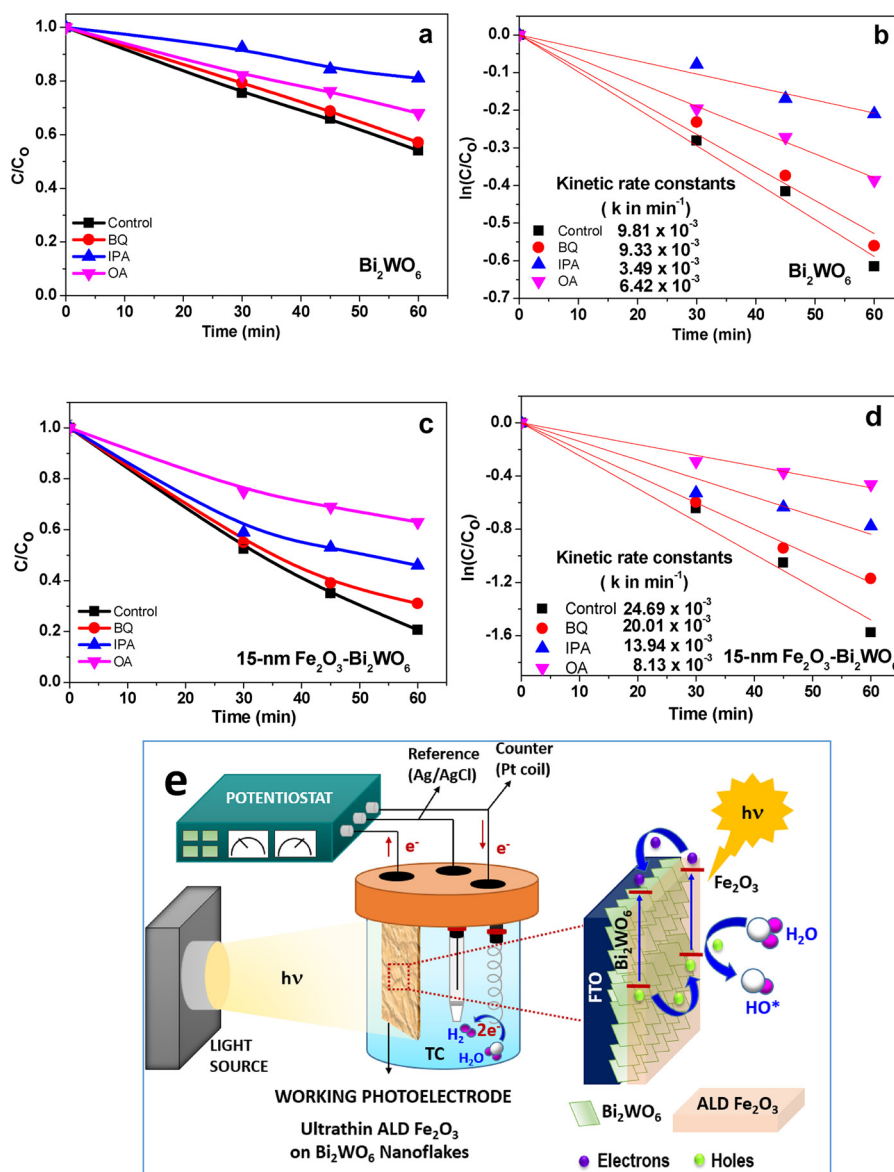 a
1.0
0.8
0.6
0.4
0.2
0.0
C/C_O
Control
BQ
IPA
OA
Bi₂WO₆
0 10 20 30 40 50 60
Time (min)
b
0.0
-0.1
-0.2
-0.3
-0.4
-0.5
-0.6
-0.7
ln(C/C_O)
Kinetic rate constants
( k in min⁻¹)
Control 9.81 x 10⁻³
BQ 9.33 x 10⁻³
IPA 3.49 x 10⁻³
OA 6.42 x 10⁻³
Bi₂WO₆
0 10 20 30 40 50 60
Time (min)
c
1.0
0.8
0.6
0.4
0.2
C/C_O
Control
BQ
IPA
OA
15-nm Fe₂O₃-Bi₂WO₆
0 10 20 30 40 50 60
Time (min)
d
0.0
-0.4
-0.8
-1.2
-1.6
ln(C/C_O)
Kinetic rate constants
( k in min⁻¹)
Control 24.69 x 10⁻³
BQ 20.01 x 10⁻³
IPA 13.94 x 10⁻³
OA 8.13 x 10⁻³
15-nm Fe₂O₃-Bi₂WO₆
0 10 20 30 40 50 60
Time (min)
e
Reference
(Ag/AgCl)
Counter
(Pt coil)
POTENTIOSTAT
e⁻
e⁻
hν
LIGHT
SOURCE
H₂
2e⁻
H₂O
TC
WORKING PHOTOELECTRODE
Ultrathin ALD Fe₂O₃
on Bi₂WO₆ Nanoflakes
hν
Fe₂O₃
Bi₂WO₆
FTO
H₂O
HO*
Bi₂WO₆
ALD Fe₂O₃
Electrons
Holes